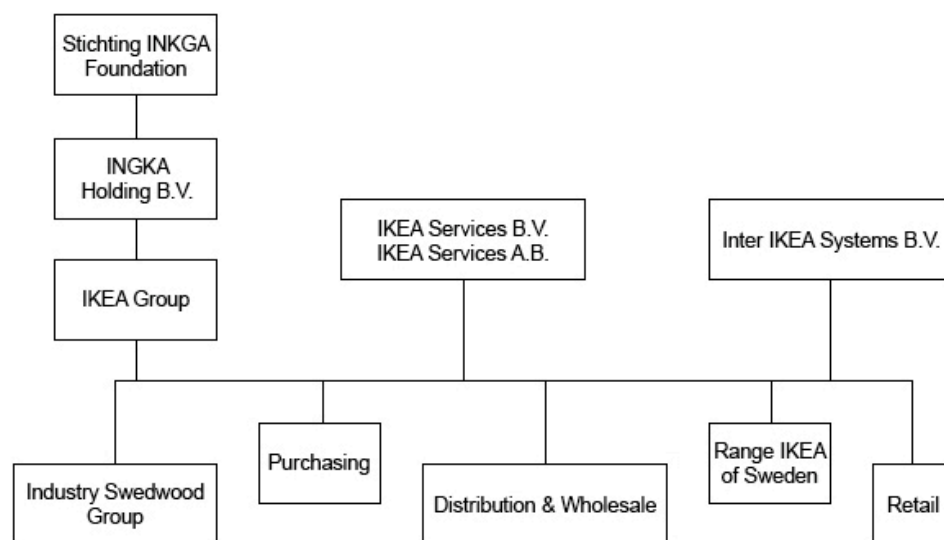 Stichting INKGA
Foundation
INGKA
Holding B.V.
IKEA Services B.V.
IKEA Services A.B.
Inter IKEA Systems B.V.
IKEA Group
Industry Swedwood
Group
Purchasing
Distribution & Wholesale
Range IKEA
of Sweden
Retail